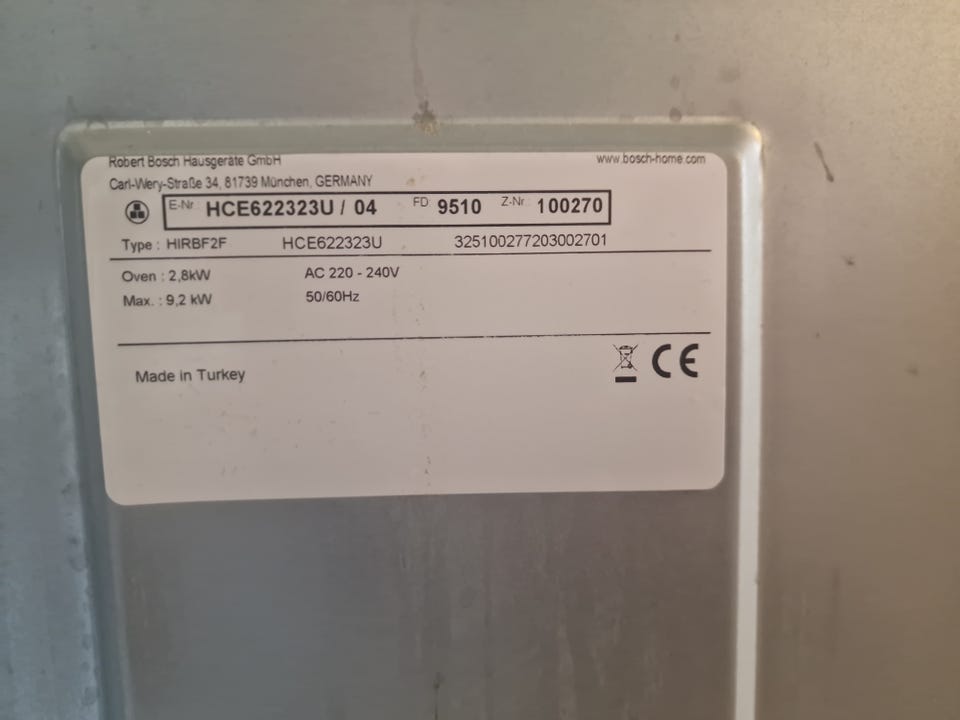 Robert Bosch Hausgeräte GmbH www.bosch-home.com
Carl-Wery-Straße 34, 81739 München, GERMANY
E-Nr HCE622323U / 04 FD 9510 Z-Nr 100270
Type : HIRBF2F HCE622323U 325100277203002701
Oven : 2,8kW AC 220 - 240V
Max. : 9,2 kW 50/60Hz
Made in Turkey CE